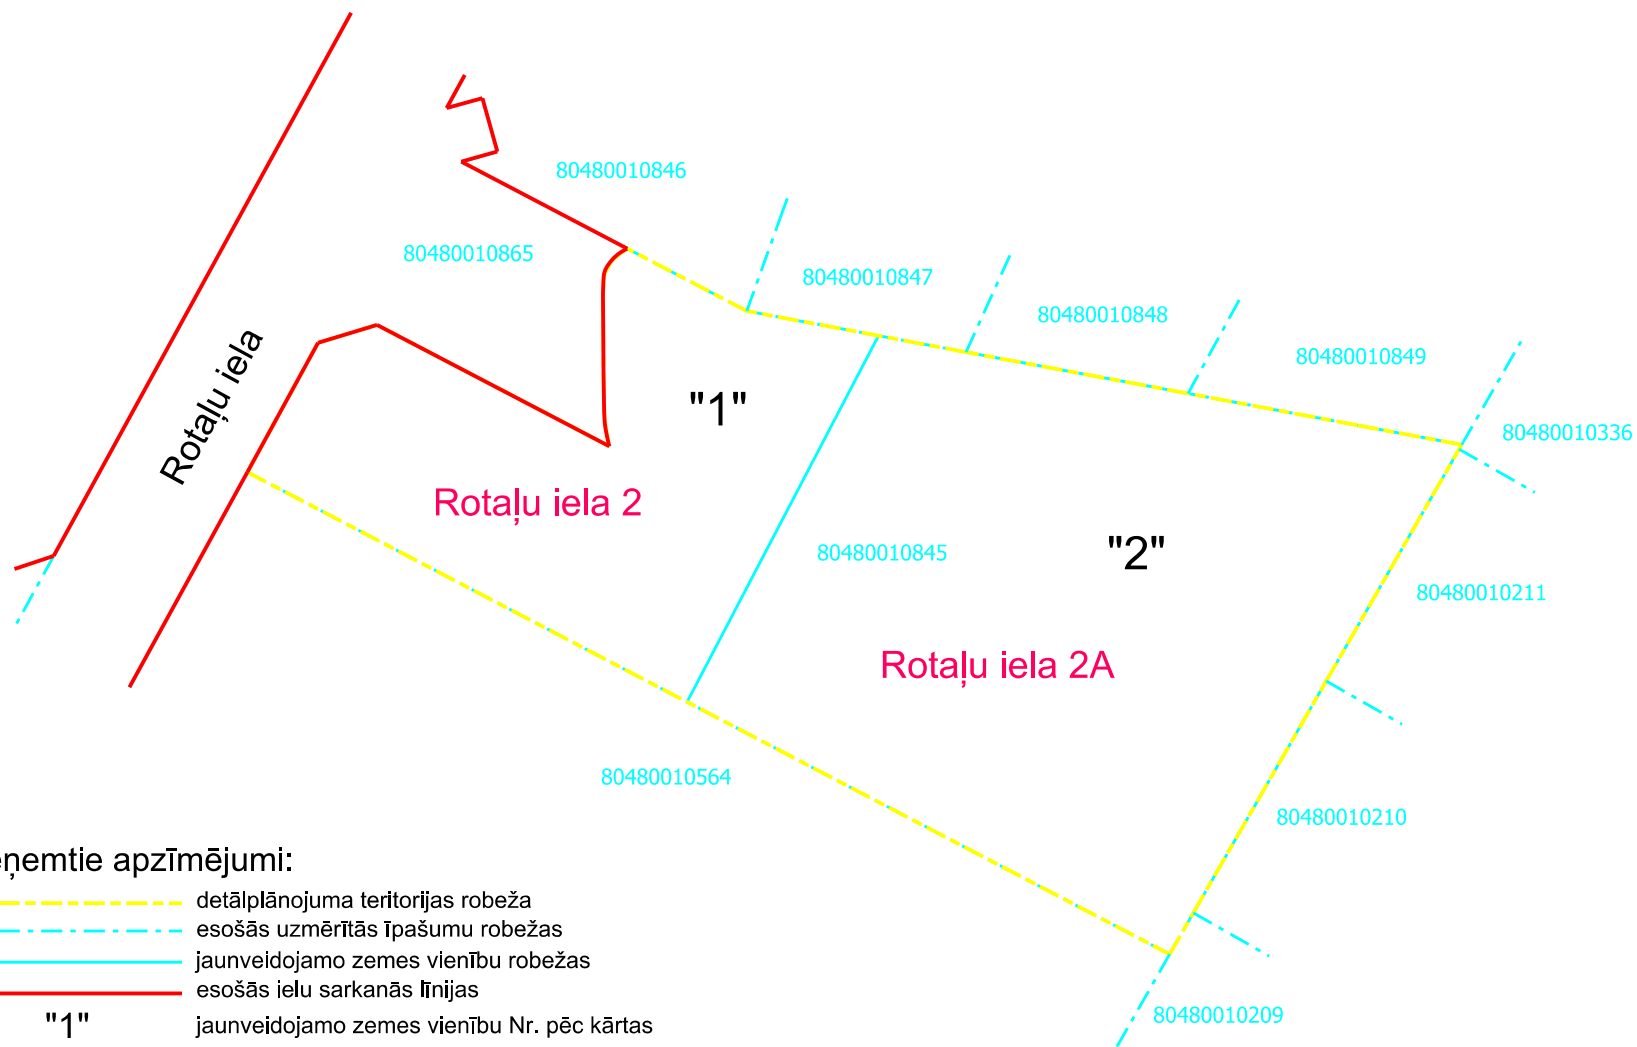 80480010846
80480010865
80480010847
80480010848
80480010849
80480010336
Rotaļu iela
"1"
Rotaļu iela 2
80480010845
"2"
80480010211
Rotaļu iela 2A
80480010564
80480010210
80480010209
eņemtie apzīmējumi:
detālplānojuma teritorijas robeža
esošās uzmērītās īpašumu robežas
jaunveidojamo zemes vienību robežas
esošās ielu sarkanās līnijas
"1" jaunveidojamo zemes vienību Nr. pēc kārtas